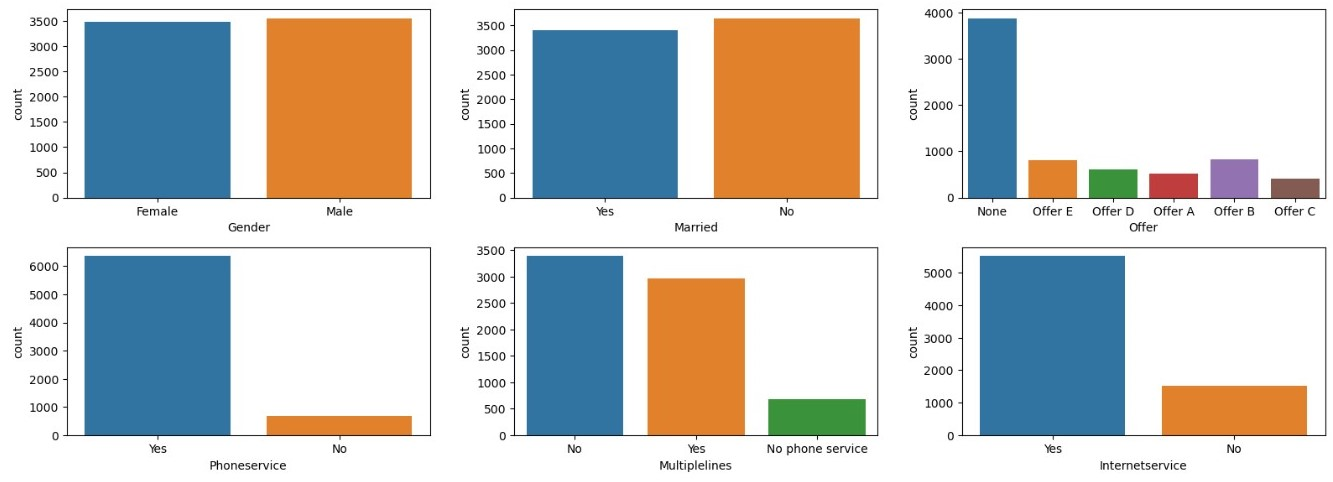 3500
3000
2500
2000
1500
1000
500
0
count
Female Male
Gender
3500
3000
2500
2000
1500
1000
500
0
count
Yes No
Married
4000
3000
2000
1000
0
count
None Offer E Offer D Offer A Offer B Offer C
Offer
6000
5000
4000
3000
2000
1000
0
count
Yes No
Phoneservice
3500
3000
2500
2000
1500
1000
500
0
count
No Yes No phone service
Multiplelines
5000
4000
3000
2000
1000
0
count
Yes No
Internetservice